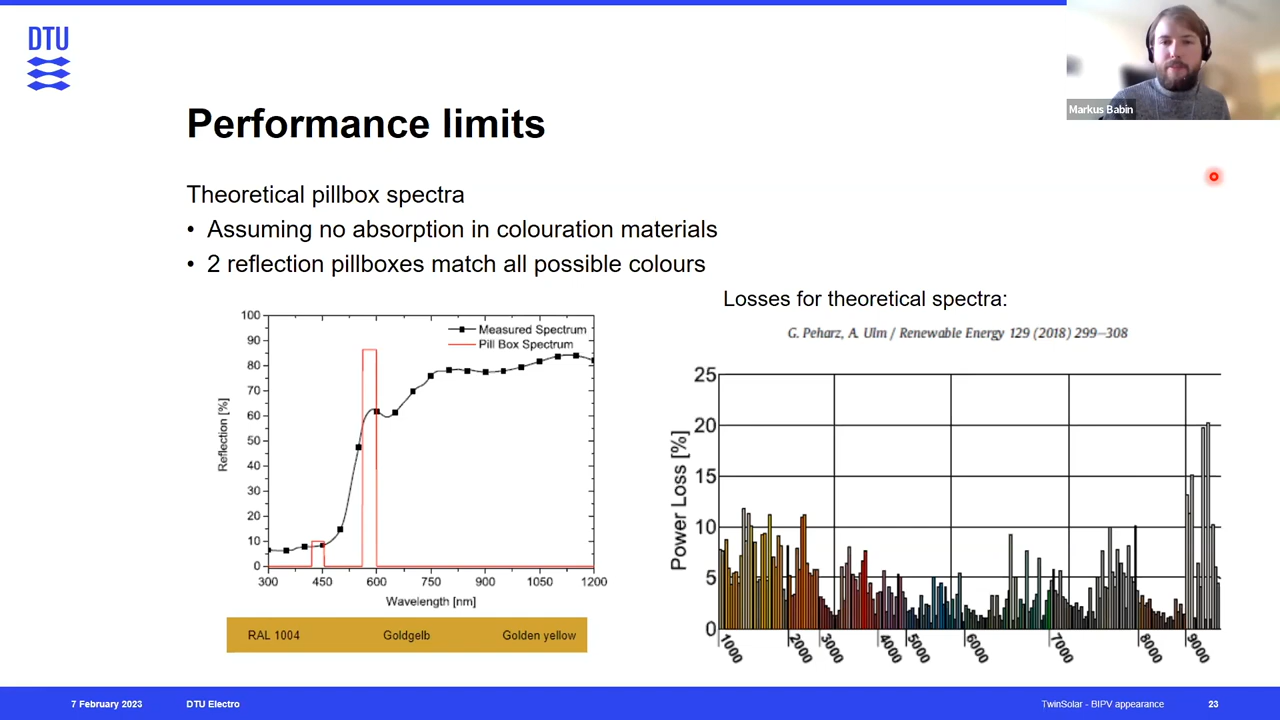 DTU
Markus Babin
Performance limits
Theoretical pillbox spectra
• Assuming no absorption in colouration materials
• 2 reflection pillboxes match all possible colours
Losses for theoretical spectra:
G. Peharz, A. Ulm / Renewable Energy 129 (2018) 299–308
Reflection [%]
100
90
80
70
60
50
40
30
20
10
0
Measured Spectrum
Pill Box Spectrum
300 450 600 750 900 1050 1200
Wavelength [nm]
RAL 1004 Goldgelb Golden yellow
Power Loss [%]
25
20
15
10
5
0
1000 2000 3000 4000 5000 6000 7000 8000 9000
7 February 2023 DTU Electro TwinSolar - BIPV appearance 23